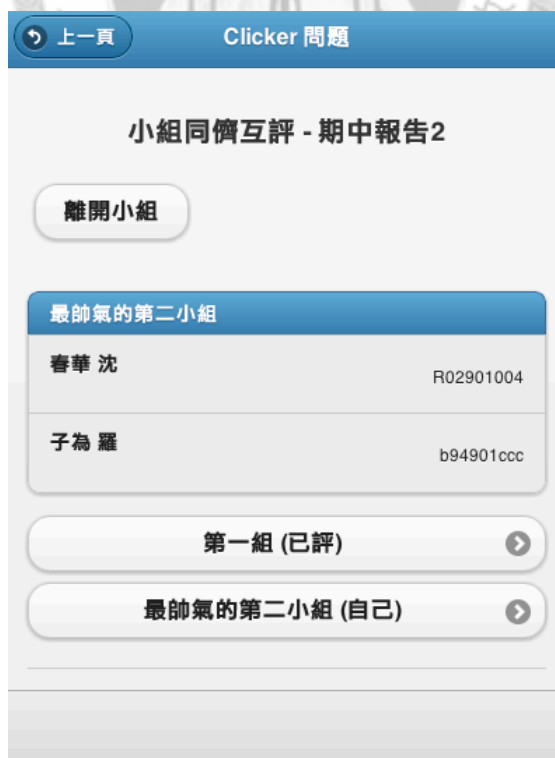 上一頁
Clicker 問題
小組同儕互評 - 期中報告2
離開小組
最帥氣的第二小組
春華 沈
R02901004
子為 羅
b94901ccc
第一組 (已評)
最帥氣的第二小組 (自己)